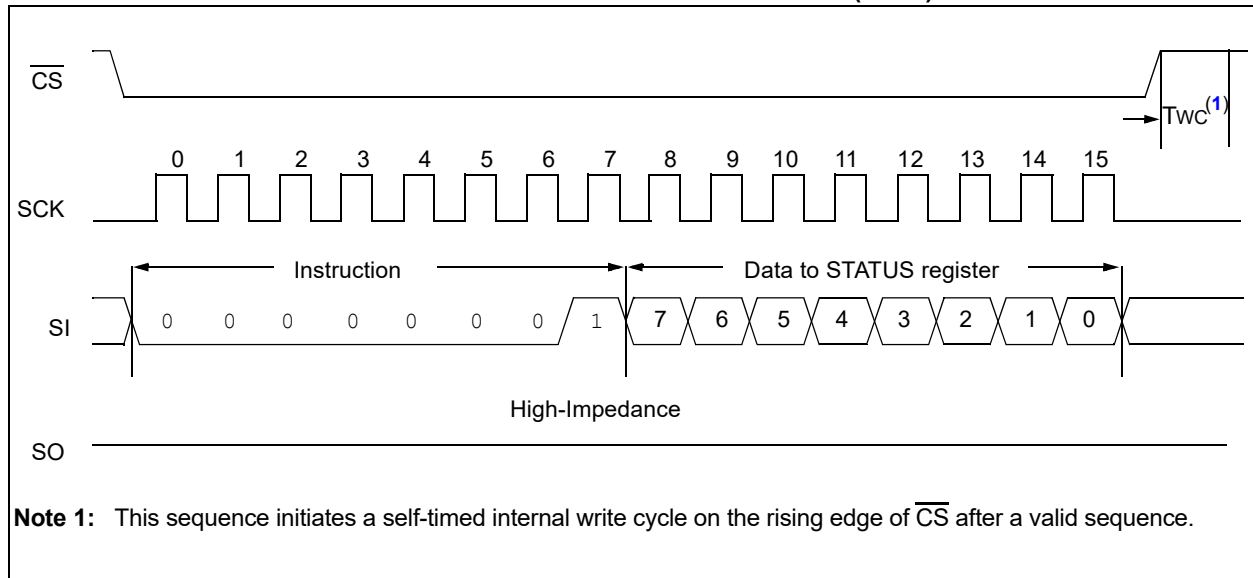 CS
TWC(1)
0 1 2 3 4 5 6 7 8 9 10 11 12 13 14 15
SCK
Instruction
Data to STATUS register
SI 0 0 0 0 0 0 0 1 7 6 5 4 3 2 1 0
High-Impedance
SO
Note 1: This sequence initiates a self-timed internal write cycle on the rising edge of CS after a valid sequence.